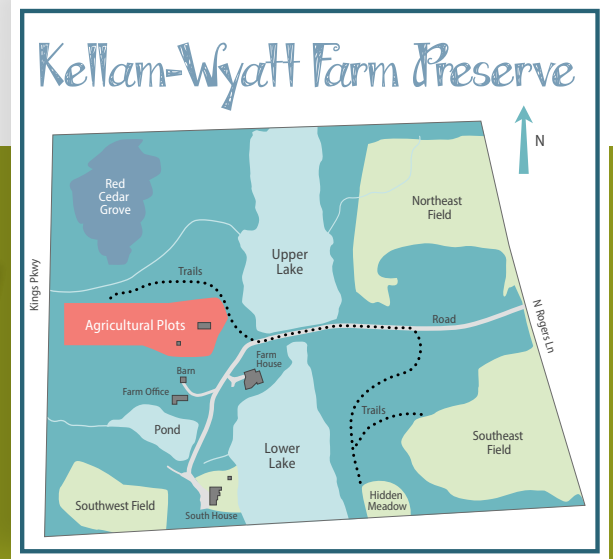 Kellam-Wyatt Farm Preserve
N
Red
Cedar
Grove
Northeast
Field
Upper
Lake
Kings Pkwy
Trails
N Rogers Ln
Agricultural Plots
Road
Farm
House
Barn
Farm Office
Trails
Pond
Lower
Lake
Southeast
Field
Southwest Field
Hidden
Meadow
South House